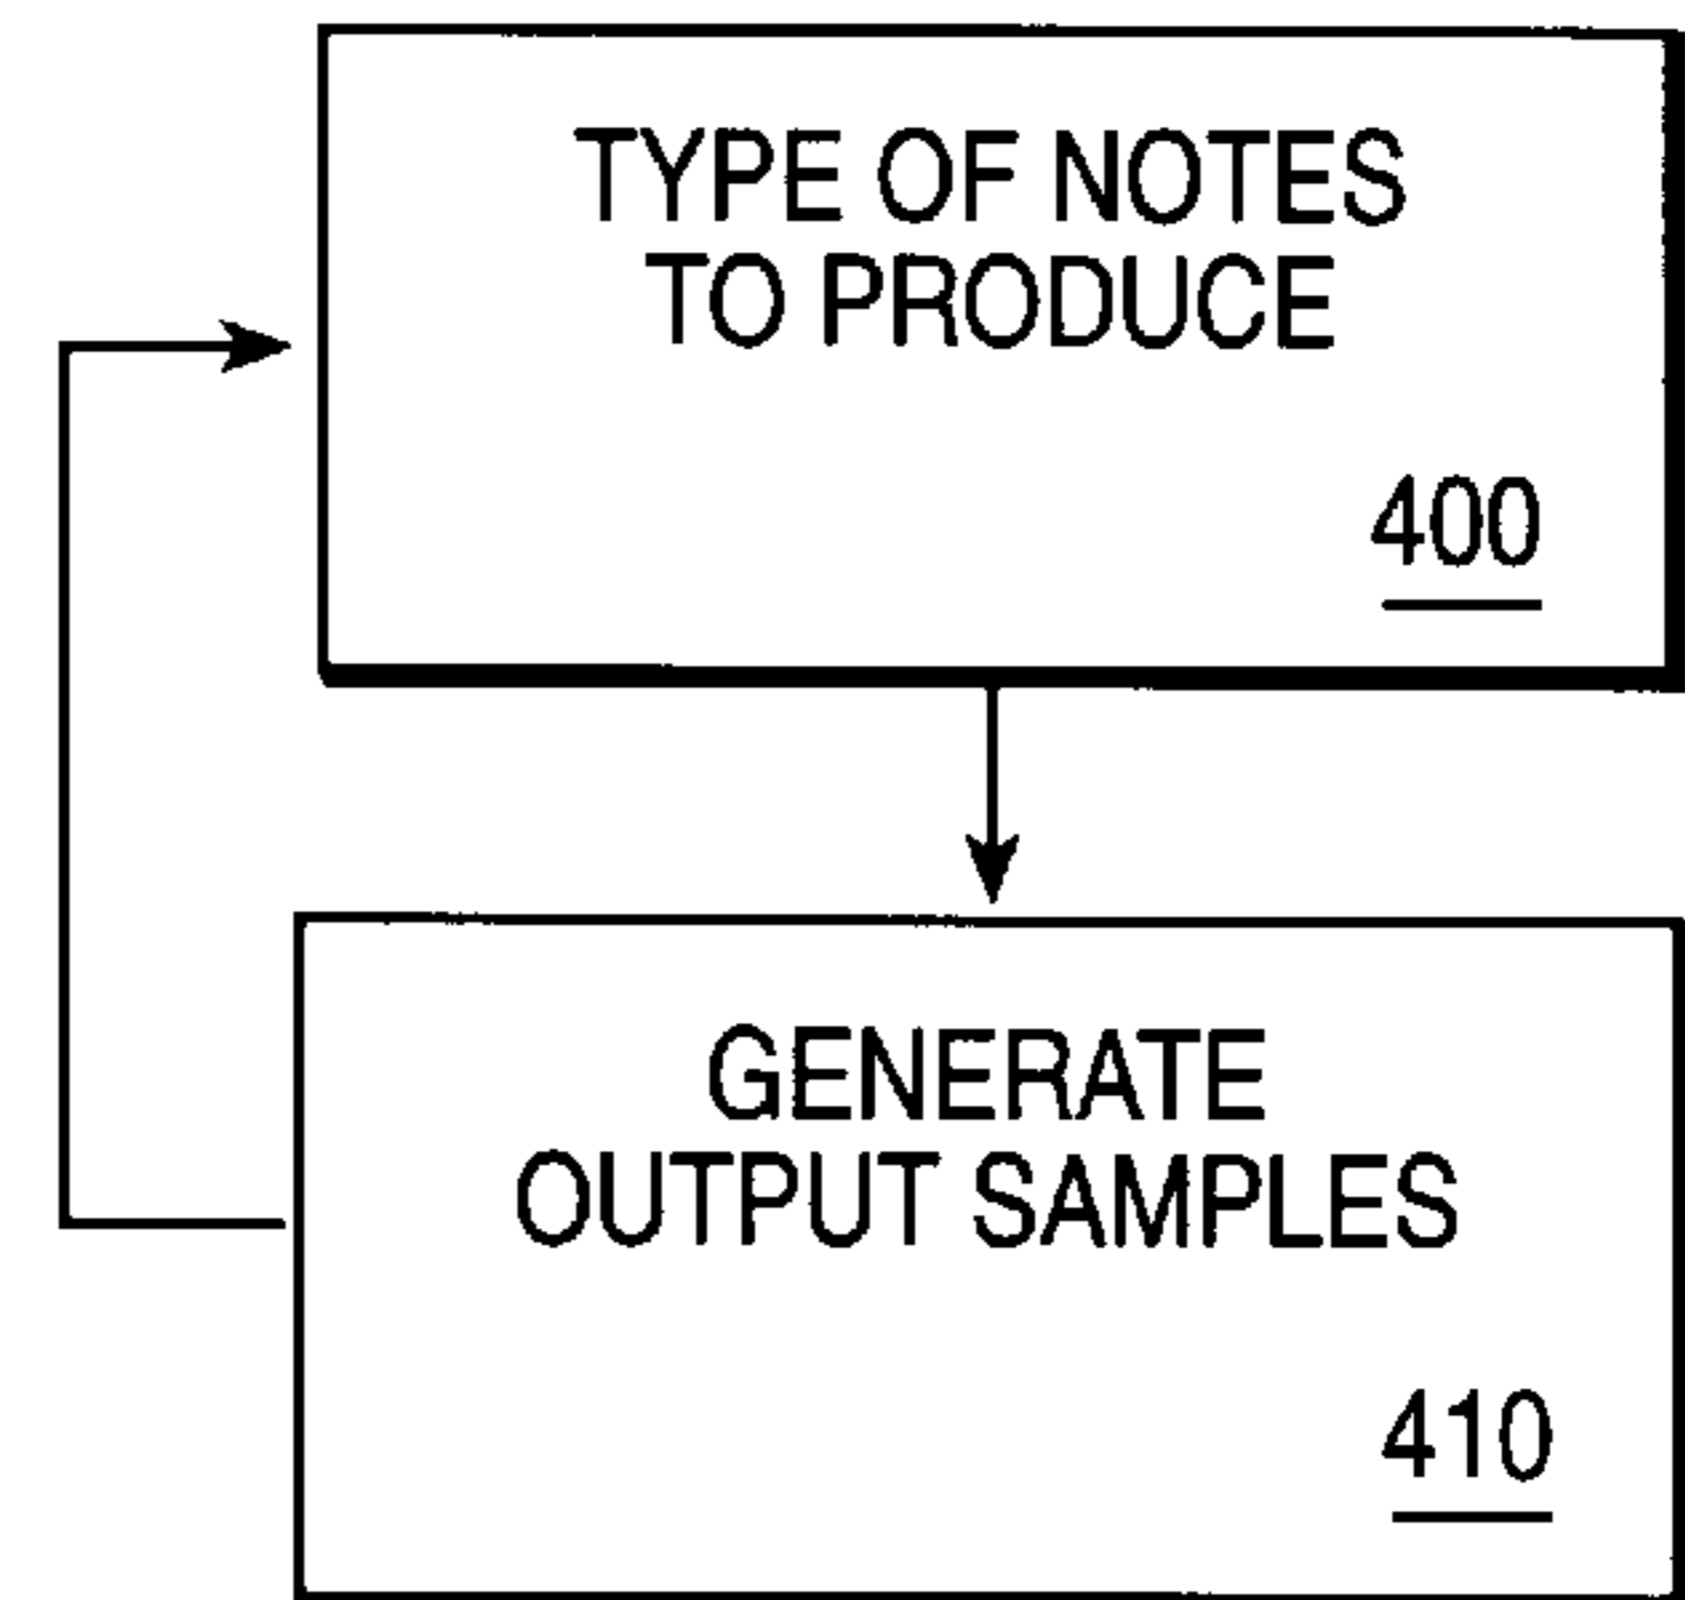 TYPE OF NOTES
TO PRODUCE
400
GENERATE
OUTPUT SAMPLES
410